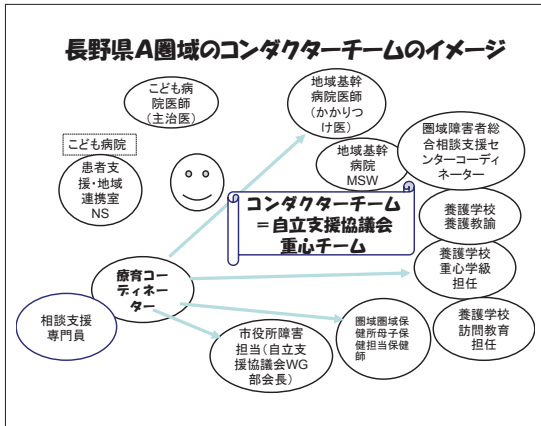 長野県A圏域のコンダクターチームのイメージ
こども病
院医師
（主治医）
地域基幹
病院医師
（かかりつ
け医）
こども病院
患者支
援・地域
連携室
NS
地域基幹
病院
MSW
圏域障害者総
合相談支援セ
ンターコーディ
ネーター
コンダクターチーム
＝自立支援協議会
重心チーム
養護学校
養護教諭
養護学校
重心学級
担任
療育コー
ディネー
ター
相談支援
専門員
市役所障害
担当（自立支
援協議会WG
部会長）
圏域圏域保
健所母子保
健担当保健
師
養護学校
訪問教育
担任